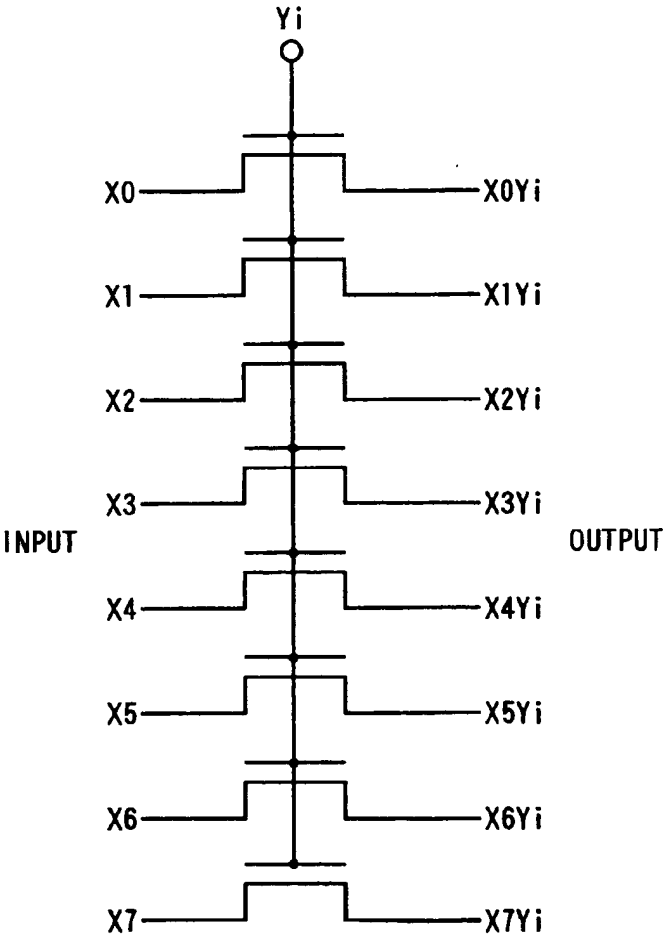 Yi
X0 X0Yi
X1 X1Yi
X2 X2Yi
X3 X3Yi
INPUT OUTPUT
X4 X4Yi
X5 X5Yi
X6 X6Yi
X7 X7Yi